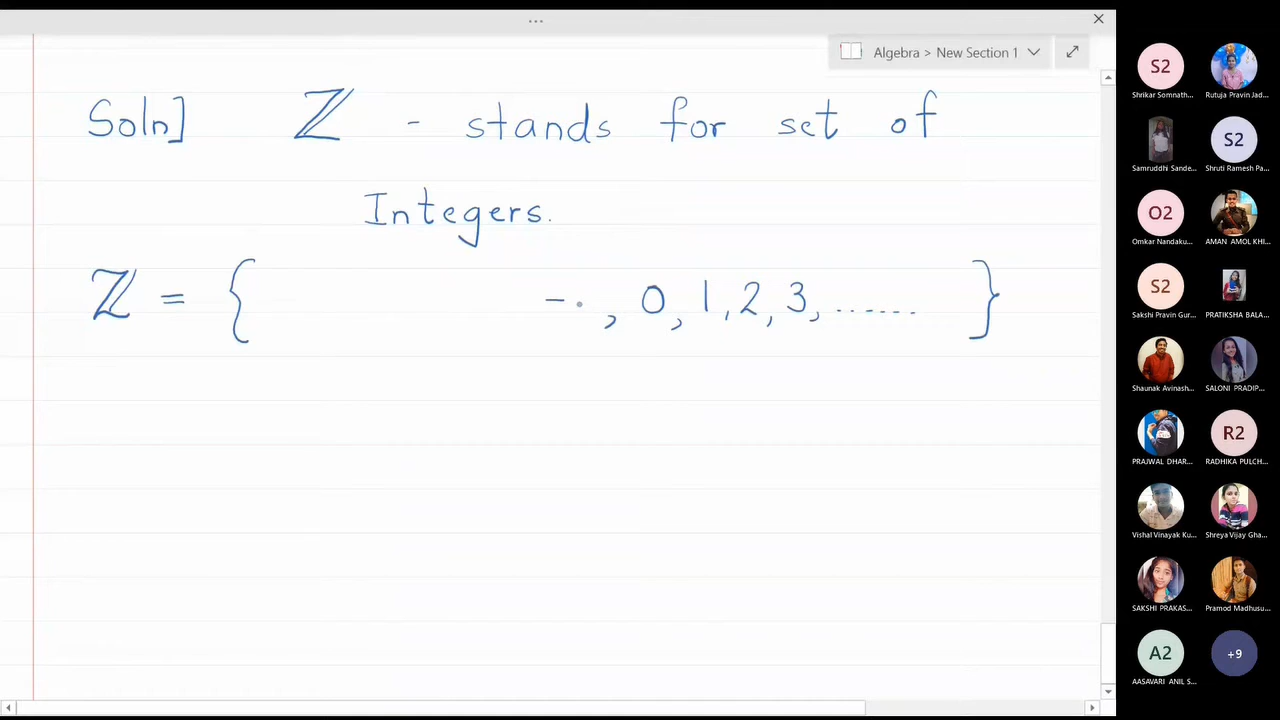 ...
Algebra > New Section 1
Soln] ℤ - stands for set of
Integers.
ℤ = { - , 0, 1, 2, 3, ...... }
S2
Shrikar Somnath...
Rutuja Pravin Jad...
Samruddhi Sande...
S2
Shruti Ramesh Pa...
O2
Omkar Nandaku...
AMAN AMOL KHI...
S2
Sakshi Pravin Gur...
PRATIKSHA BALA...
Shaunak Avinash...
SALONI PRADIP...
PRAJWAL DHAR...
R2
RADHIKA PULCH...
Vishal Vinayak Ku...
Shreya Vijay Gha...
SAKSHI PRAKAS...
Pramod Madhusu...
A2
AASAVARI ANIL S...
+9